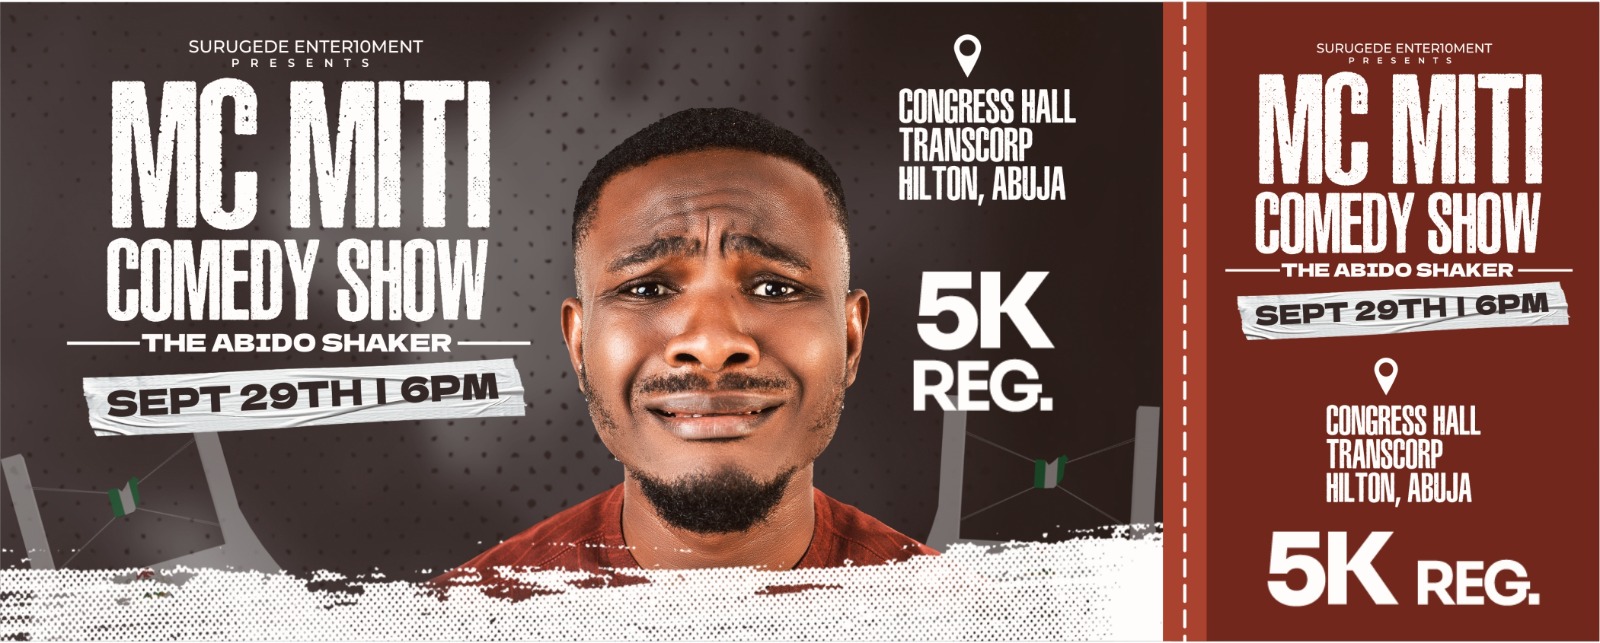 SURUGEDE ENTER10MENT
PRESENTS
MC MITI
COMEDY SHOW
THE ABIDO SHAKER
SEPT 29TH | 6PM
CONGRESS HALL
TRANSCORP
HILTON, ABUJA
5K
REG.
SURUGEDE ENTER10MENT
PRESENTS
MC MITI
COMEDY SHOW
THE ABIDO SHAKER
SEPT 29TH | 6PM
CONGRESS HALL
TRANSCORP
HILTON, ABUJA
5K REG.